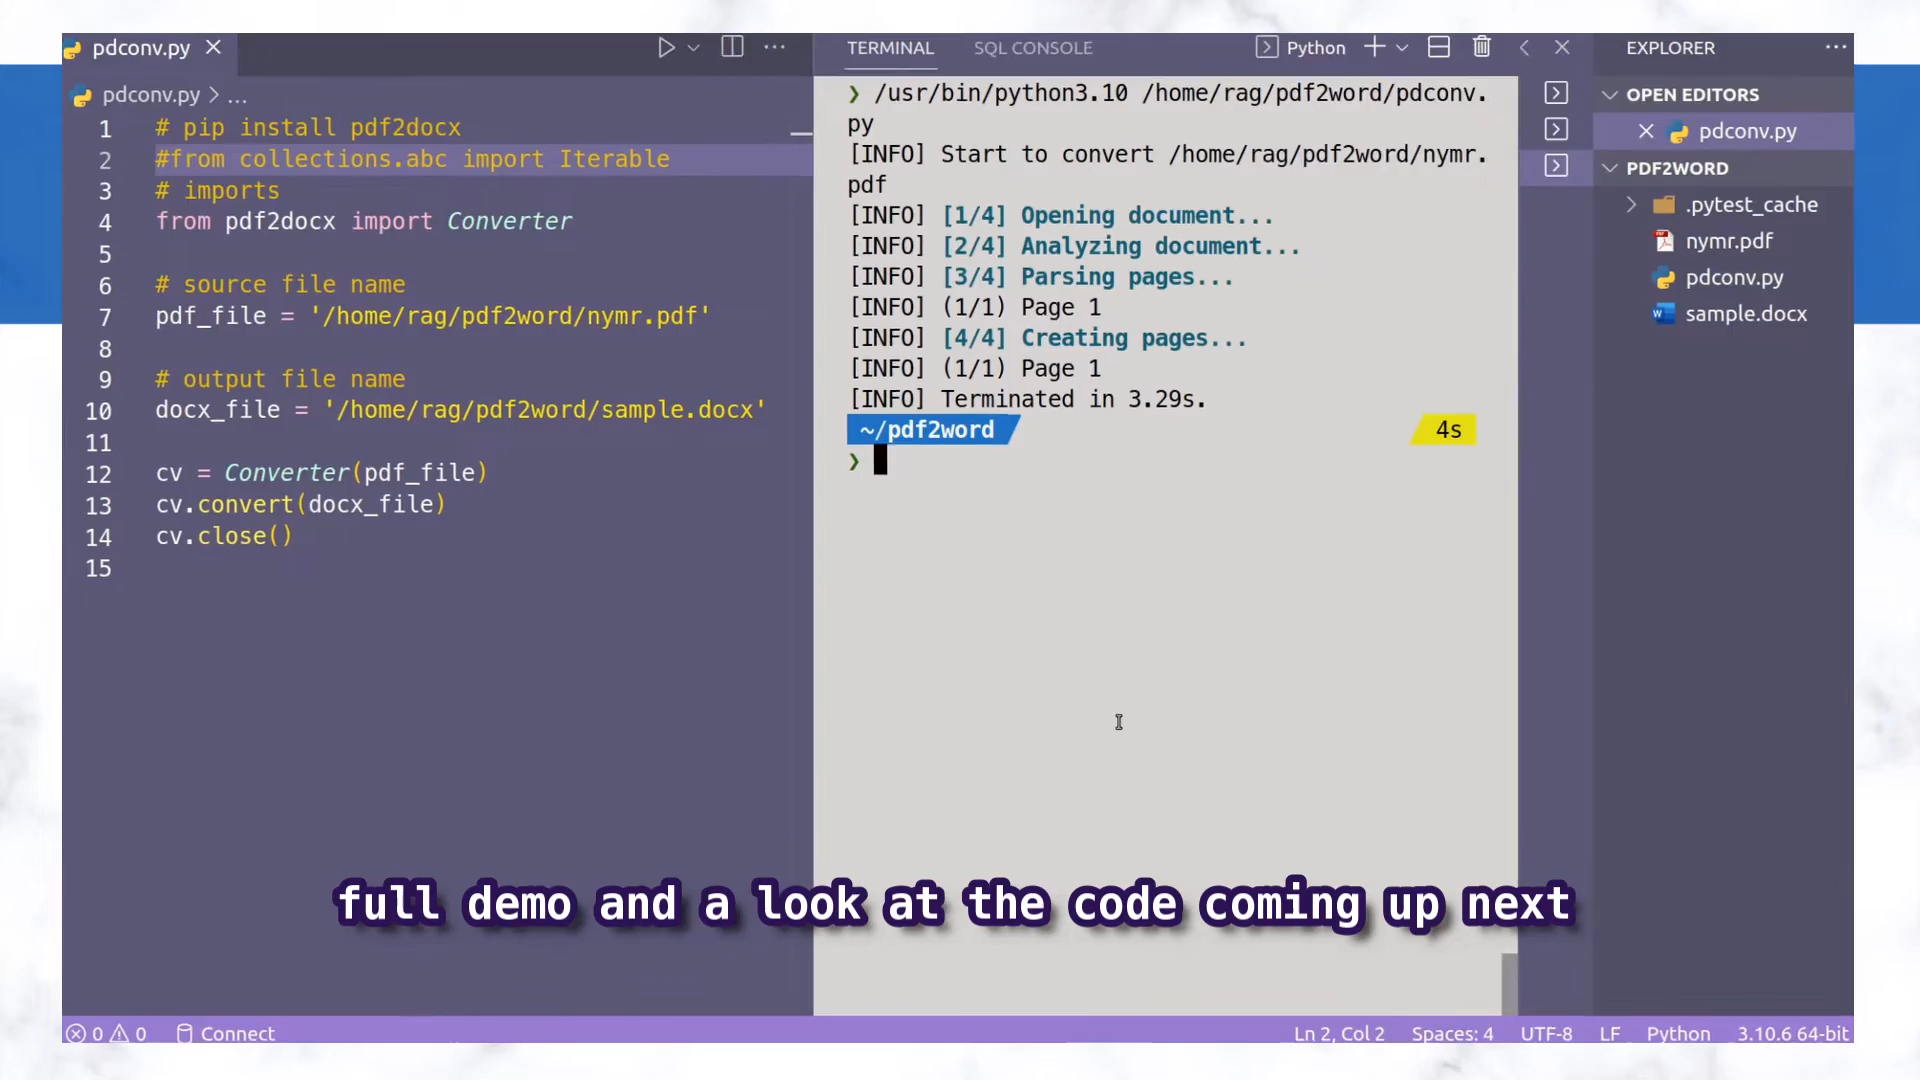 pdconv.py
pdconv.py > ...
1 # pip install pdf2docx
2 #from collections.abc import Iterable
3 # imports
4 from pdf2docx import Converter
5
6 # source file name
7 pdf_file = '/home/rag/pdf2word/nymr.pdf'
8
9 # output file name
10 docx_file = '/home/rag/pdf2word/sample.docx'
11
12 cv = Converter(pdf_file)
13 cv.convert(docx_file)
14 cv.close()
15
TERMINAL SQL CONSOLE Python
❯ /usr/bin/python3.10 /home/rag/pdf2word/pdconv.
py
[INFO] Start to convert /home/rag/pdf2word/nymr.
pdf
[INFO] [1/4] Opening document...
[INFO] [2/4] Analyzing document...
[INFO] [3/4] Parsing pages...
[INFO] (1/1) Page 1
[INFO] [4/4] Creating pages...
[INFO] (1/1) Page 1
[INFO] Terminated in 3.29s.
~/pdf2word 4s
❯
EXPLORER
OPEN EDITORS
pdconv.py
PDF2WORD
.pytest_cache
nymr.pdf
pdconv.py
sample.docx
full demo and a look at the code coming up next
0 0 Connect Ln 2, Col 2 Spaces: 4 UTF-8 LF Python 3.10.6 64-bit